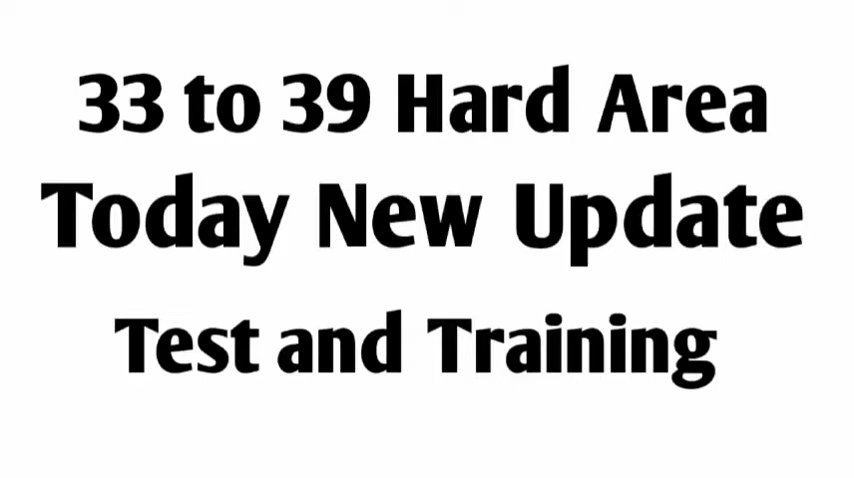 33 to 39 Hard Area
Today New Update
Test and Training